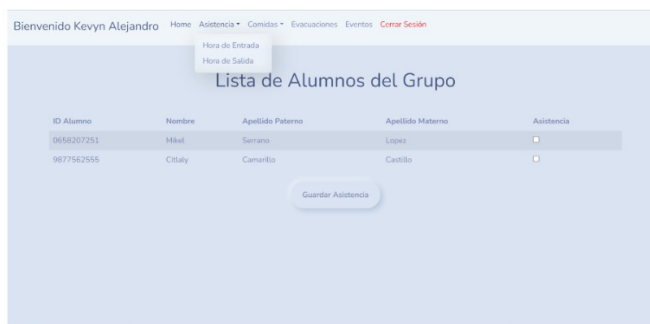 Bienvenido Kevyn Alejandro Home Asistencia Comidas Evacuaciones Eventos Cerrar Sesión
Hora de Entrada
Hora de Salida
Lista de Alumnos del Grupo
ID Alumno Nombre Apellido Paterno Apellido Materno Asistencia
0658207251 Mikel Serrano Lopez
9877562555 Citlaly Camarillo Castillo
Guardar Asistencia